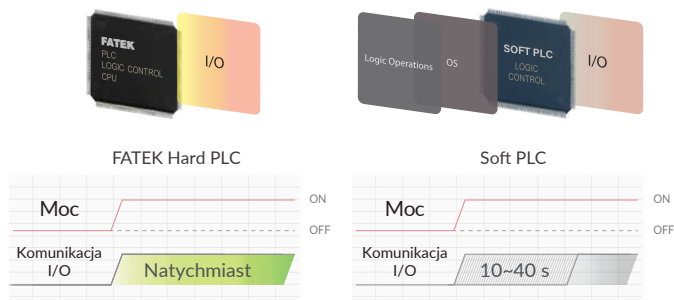 FATEK
PLC
LOGIC CONTROL
CPU
I/O
Logic Operations
OS
SOFT PLC
LOGIC
CONTROL
I/O
FATEK Hard PLC
Soft PLC
Moc
ON
OFF
Komunikacja
I/O
Natychmiast
Moc
ON
OFF
Komunikacja
I/O
10~40 s